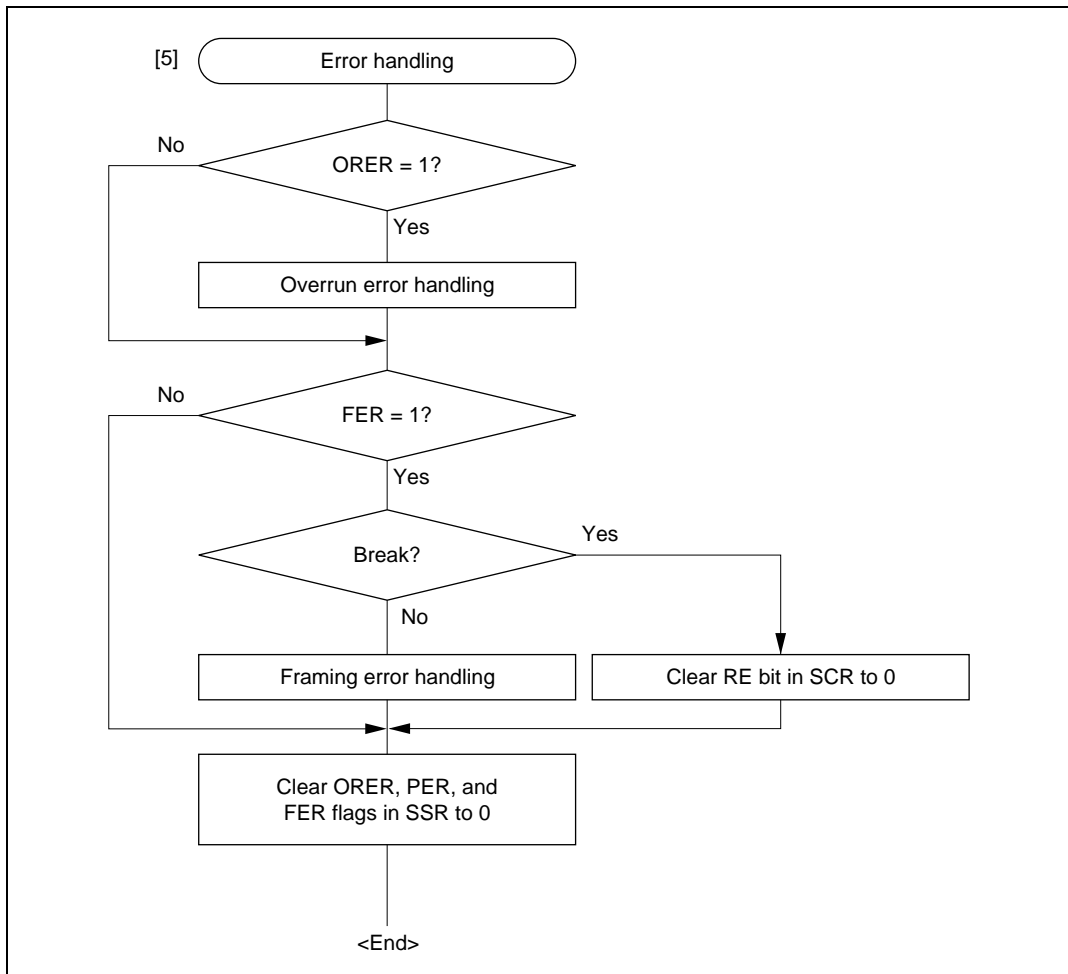 [5] Error handling
No
ORER = 1?
Yes
Overrun error handling
No
FER = 1?
Yes
Yes
Break?
No
Framing error handling
Clear RE bit in SCR to 0
Clear ORER, PER, and
FER flags in SSR to 0
<End>